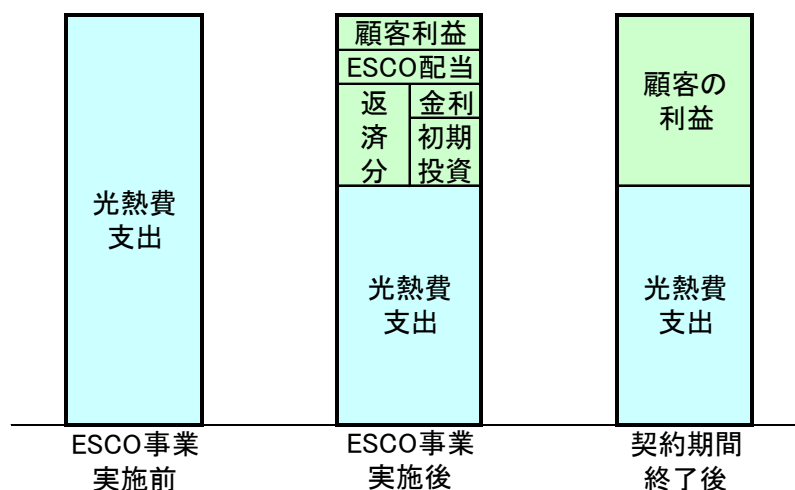 光熱費
支出
ESCO事業
実施前
顧客利益
ESCO配当
返済分
金利
初期
投資
光熱費
支出
ESCO事業
実施後
顧客の
利益
光熱費
支出
契約期間
終了後